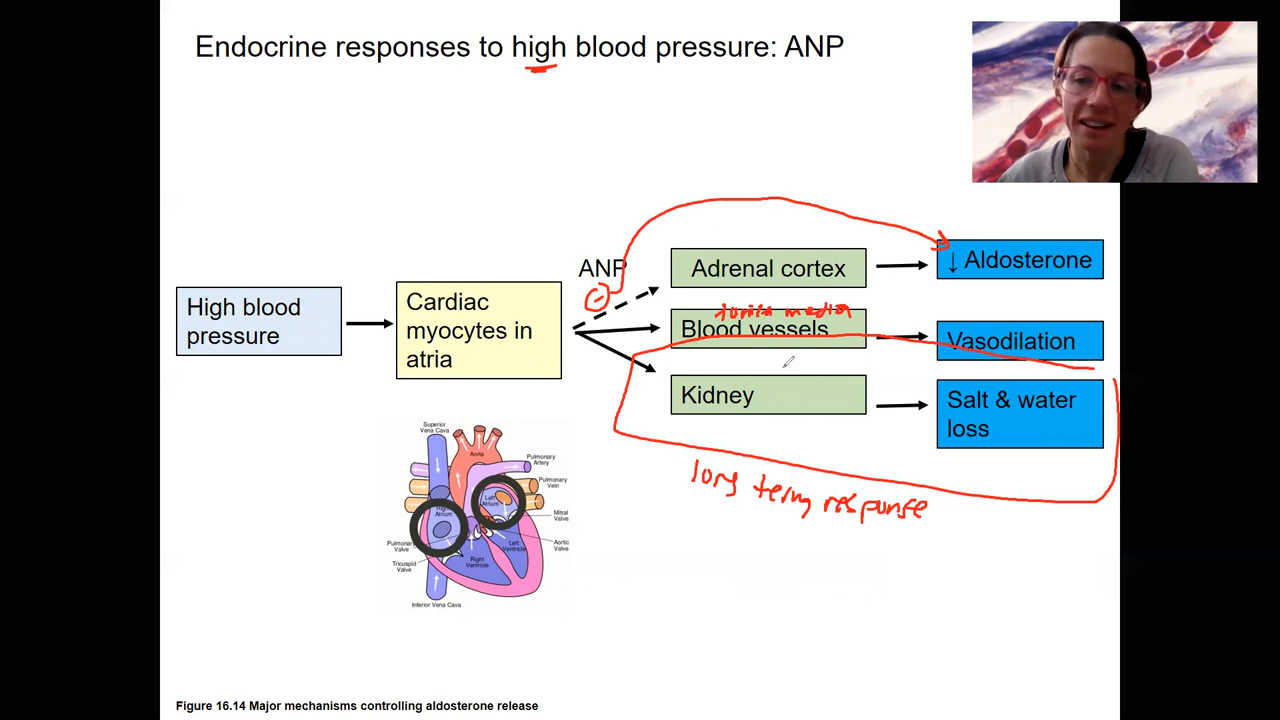 Endocrine responses to high blood pressure: ANP
ANP
Adrenal cortex
↓ Aldosterone
High blood
pressure
Cardiac
myocytes in
atria
tunica media
Blood vessels
Vasodilation
Kidney
Salt & water
loss
long term response
Superior
Vena Cava
Aorta
Pulmonary
Artery
Pulmonary
Vein
Left
Atrium
Right
Atrium
Mitral
Valve
Pulmonary
Valve
Aortic
Valve
Left
Ventricle
Tricuspid
Valve
Right
Ventricle
Inferior Vena Cava
Figure 16.14 Major mechanisms controlling aldosterone release